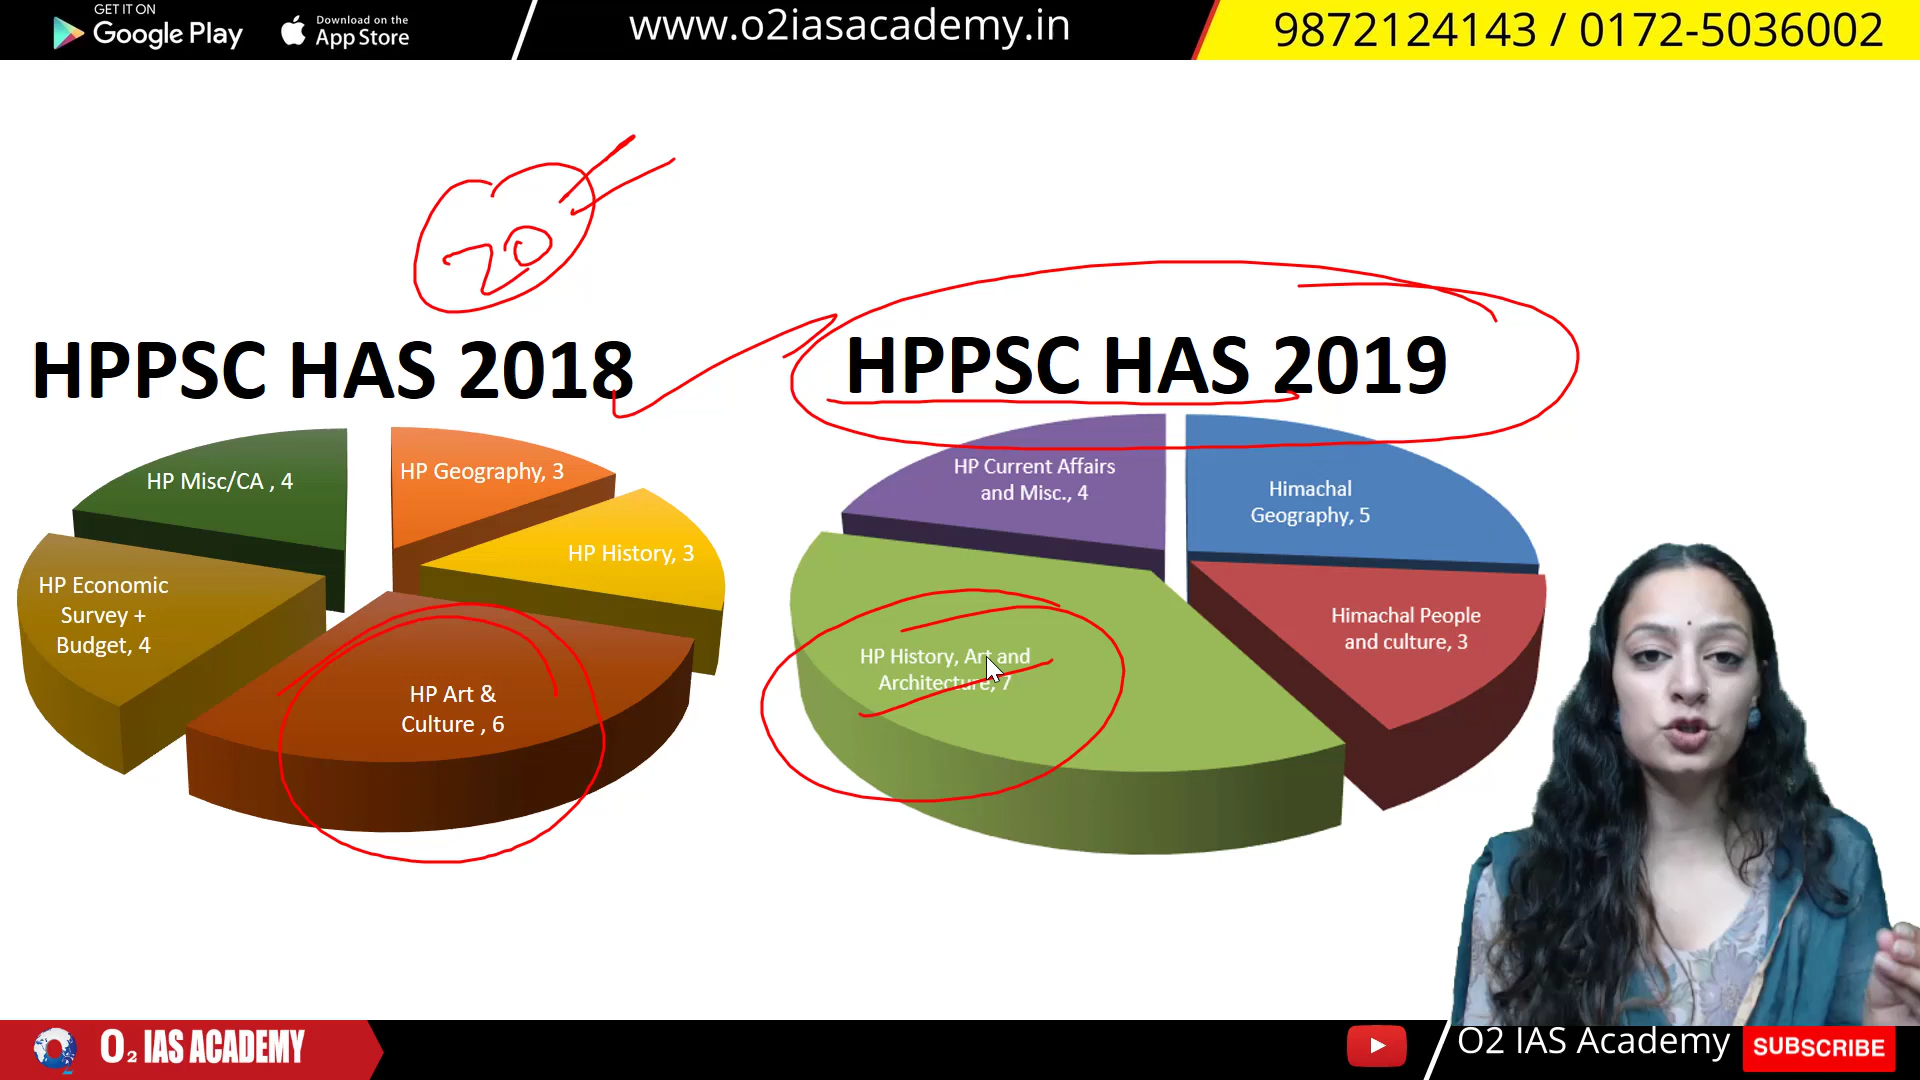 GET IT ON
Google Play
Download on the
App Store
www.o2iasacademy.in
9872124143 / 0172-5036002
20
HPPSC HAS 2018
HPPSC HAS 2019
HP Misc/CA , 4
HP Geography, 3
HP History, 3
HP Economic
Survey +
Budget, 4
HP Art &
Culture , 6
HP Current Affairs
and Misc., 4
Himachal
Geography, 5
Himachal People
and culture, 3
HP History, Art and
Architecture, 7
O2 IAS ACADEMY
O2 IAS Academy
SUBSCRIBE